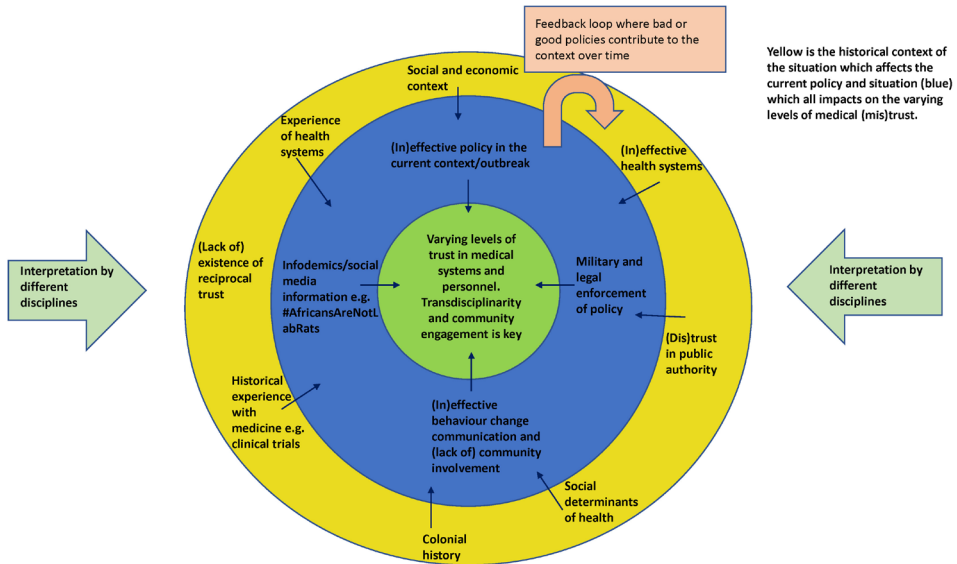 Feedback loop where bad or
good policies contribute to the
context over time
Yellow is the historical context of
the situation which affects the
current policy and situation (blue)
which all impacts on the varying
levels of medical (mis)trust.
Social and economic
context
Experience
of health
systems
(In)effective policy in the
current context/outbreak
(In)effective
health systems
(Lack of)
existence of
reciprocal
trust
Interpretation by
different
disciplines
Infodemics/social
media
information e.g.
#AfricansAreNotL
abRats
Varying levels of
trust in medical
systems and
personnel.
Transdisciplinarity
and community
engagement is key
Military and
legal
enforcement
of policy
Interpretation by
different
disciplines
(Dis)trust
in public
authority
Historical
experience
with
medicine e.g.
clinical trials
(In)effective
behaviour change
communication and
(lack of) community
involvement
Social
determinants
of health
Colonial
history